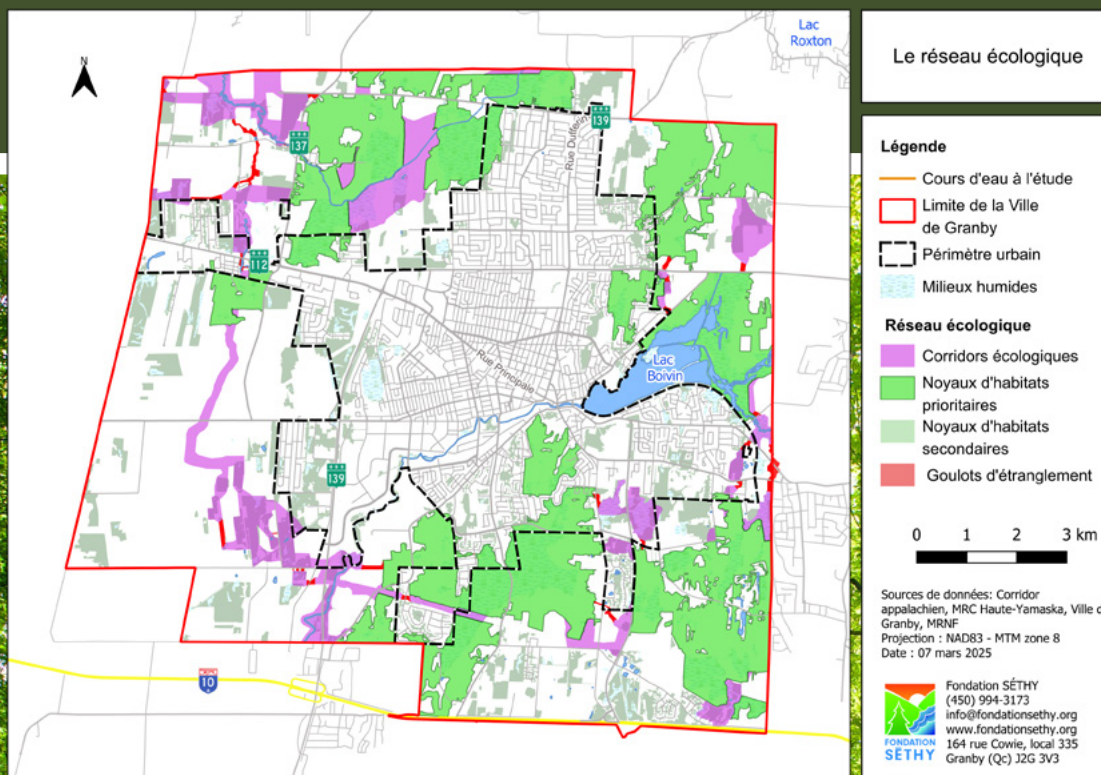 Le réseau écologique
Légende
Cours d'eau à l'étude
Limite de la Ville
de Granby
Périmètre urbain
Milieux humides
Réseau écologique
Corridors écologiques
Noyaux d'habitats
prioritaires
Noyaux d'habitats
secondaires
Goulots d'étranglement
0 1 2 3 km
Sources de données: Corridor
appalachien, MRC Haute-Yamaska, Ville d
Granby, MRNF
Projection : NAD83 - MTM zone 8
Date : 07 mars 2025
FONDATION
SÉTHY
Fondation SÉTHY
(450) 994-3173
info@fondationsethy.org
www.fondationsethy.org
164 rue Cowie, local 335
Granby (Qc) J2G 3V3
N
Lac
Roxton
139
Rue Dufferin
137
112
Rue Principale
Lac
Boivin
139
10